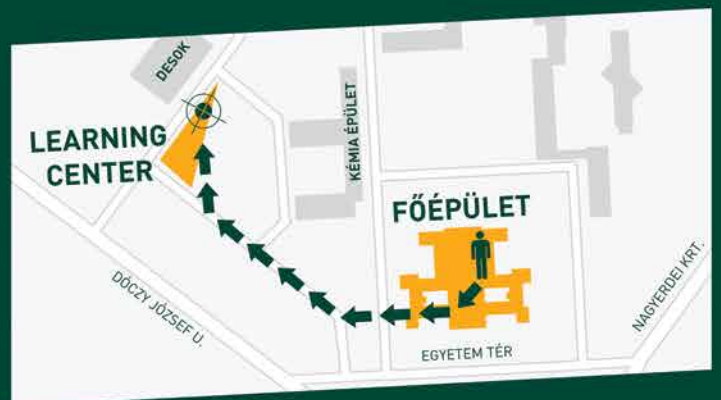 DESOK
LEARNING
CENTER
KÉMIA ÉPÜLET
FŐÉPÜLET
DÓCZY JÓZSEF U.
EGYETEM TÉR
NAGYERDEI KRT.